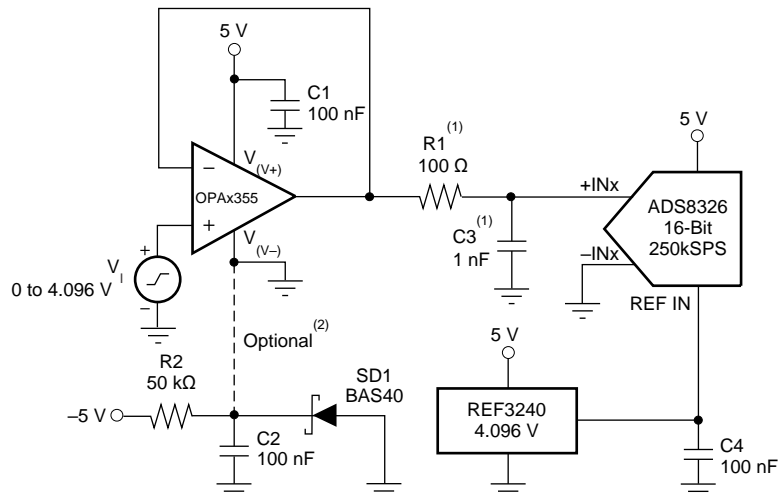 5 V
C1
100 nF
V(V+)
−
OPAx355
+
V(V−)
+
VI
0 to 4.096 V
−
R1(1)
100 Ω
C3(1)
1 nF
5 V
+INx
ADS8326
16-Bit
250kSPS
−INx
REF IN
Optional(2)
R2
50 kΩ
–5 V
SD1
BAS40
C2
100 nF
5 V
REF3240
4.096 V
C4
100 nF